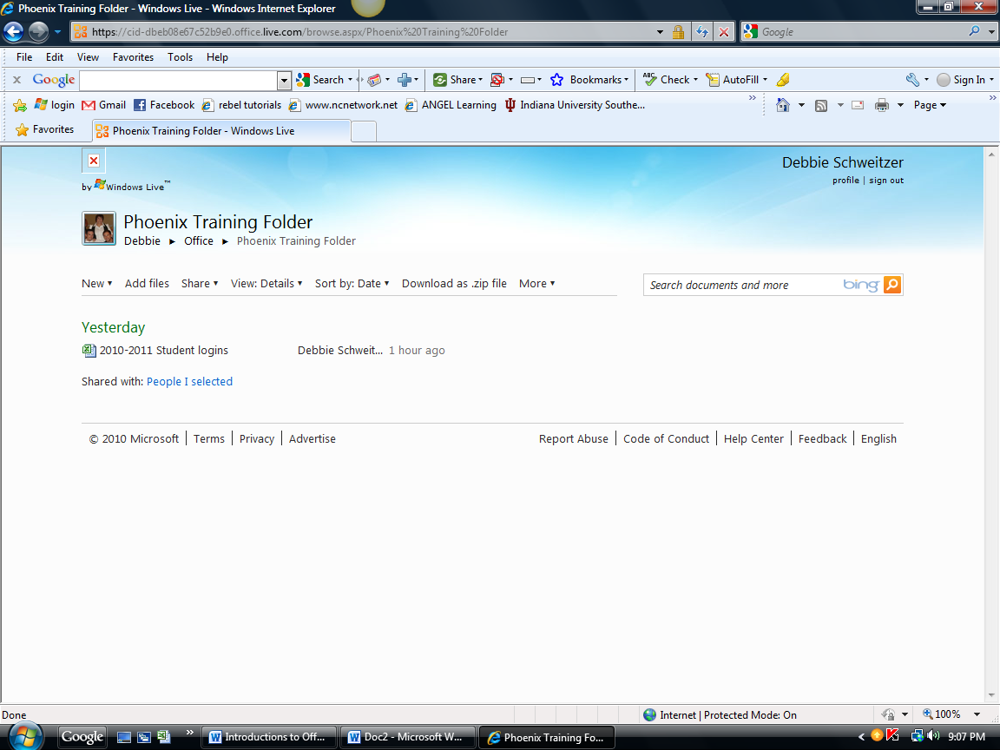 Phoenix Training Folder - Windows Live - Windows Internet Explorer
https://cid-dbeb08e67c52b9e0.office.live.com/browse.aspx/Phoenix%20Training%20Folder
Google
File Edit View Favorites Tools Help
x Google Search Share Bookmarks ABC Check AutoFill Sign In
login Gmail Facebook rebel tutorials www.ncnetwork.net ANGEL Learning Indiana University Southe... » Page »
Favorites Phoenix Training Folder - Windows Live
Debbie Schweitzer
profile | sign out
by Windows Live™
Phoenix Training Folder
Debbie ► Office ► Phoenix Training Folder
New Add files Share View: Details Sort by: Date Download as .zip file More
Search documents and more bing
Yesterday
2010-2011 Student logins Debbie Schweit... 1 hour ago
Shared with: People I selected
© 2010 Microsoft | Terms | Privacy | Advertise Report Abuse | Code of Conduct | Help Center | Feedback | English
Done Internet | Protected Mode: On 100%
Google » Introductions to Off... Doc2 - Microsoft W... Phoenix Training Fo... < 9:07 PM